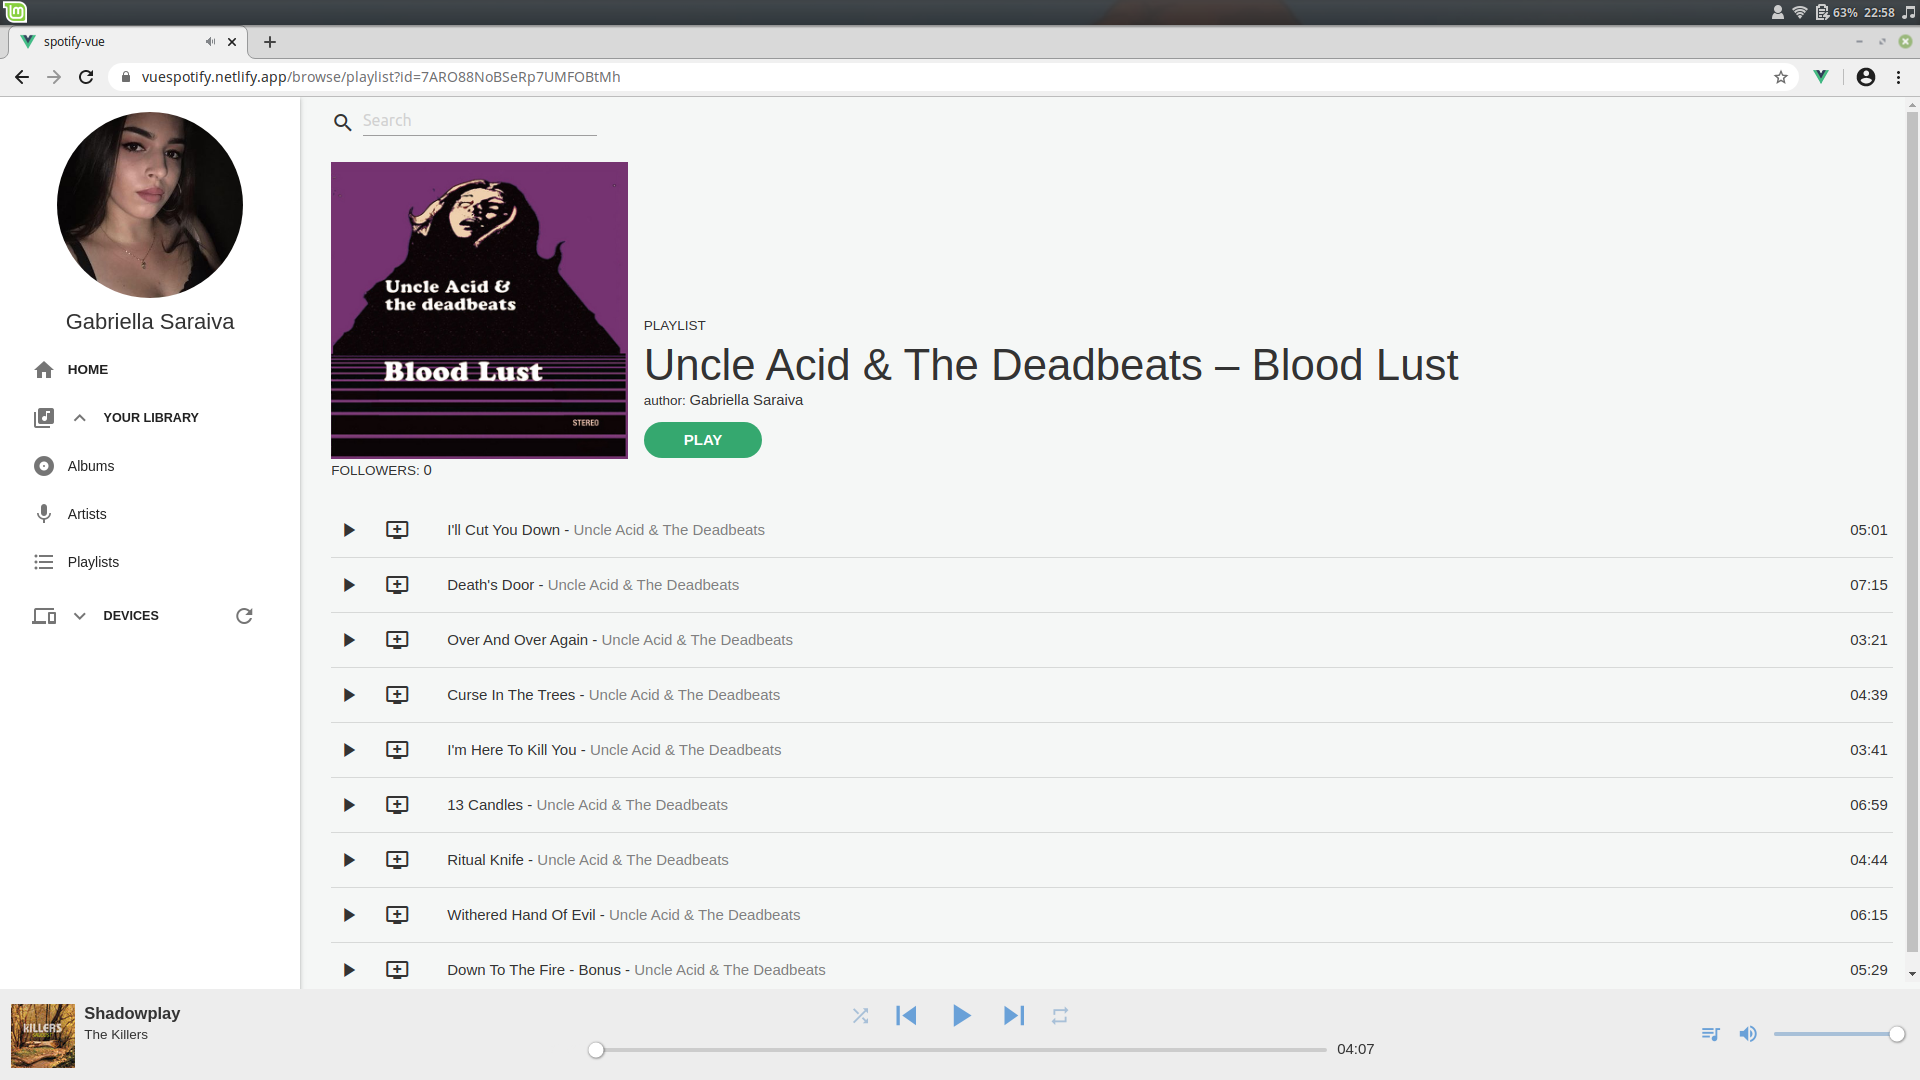 63% 22:58
spotify-vue
vuespotify.netlify.app/browse/playlist?id=7ARO88NoBSeRp7UMFOBtMh
Gabriella Saraiva
HOME
YOUR LIBRARY
Albums
Artists
Playlists
DEVICES
Search
Uncle Acid &
the deadbeats
Blood Lust
STEREO
PLAYLIST
Uncle Acid & The Deadbeats – Blood Lust
author: Gabriella Saraiva
PLAY
FOLLOWERS: 0
I'll Cut You Down - Uncle Acid & The Deadbeats 05:01
Death's Door - Uncle Acid & The Deadbeats 07:15
Over And Over Again - Uncle Acid & The Deadbeats 03:21
Curse In The Trees - Uncle Acid & The Deadbeats 04:39
I'm Here To Kill You - Uncle Acid & The Deadbeats 03:41
13 Candles - Uncle Acid & The Deadbeats 06:59
Ritual Knife - Uncle Acid & The Deadbeats 04:44
Withered Hand Of Evil - Uncle Acid & The Deadbeats 06:15
Down To The Fire - Bonus - Uncle Acid & The Deadbeats 05:29
KILLERS
Shadowplay
The Killers
04:07